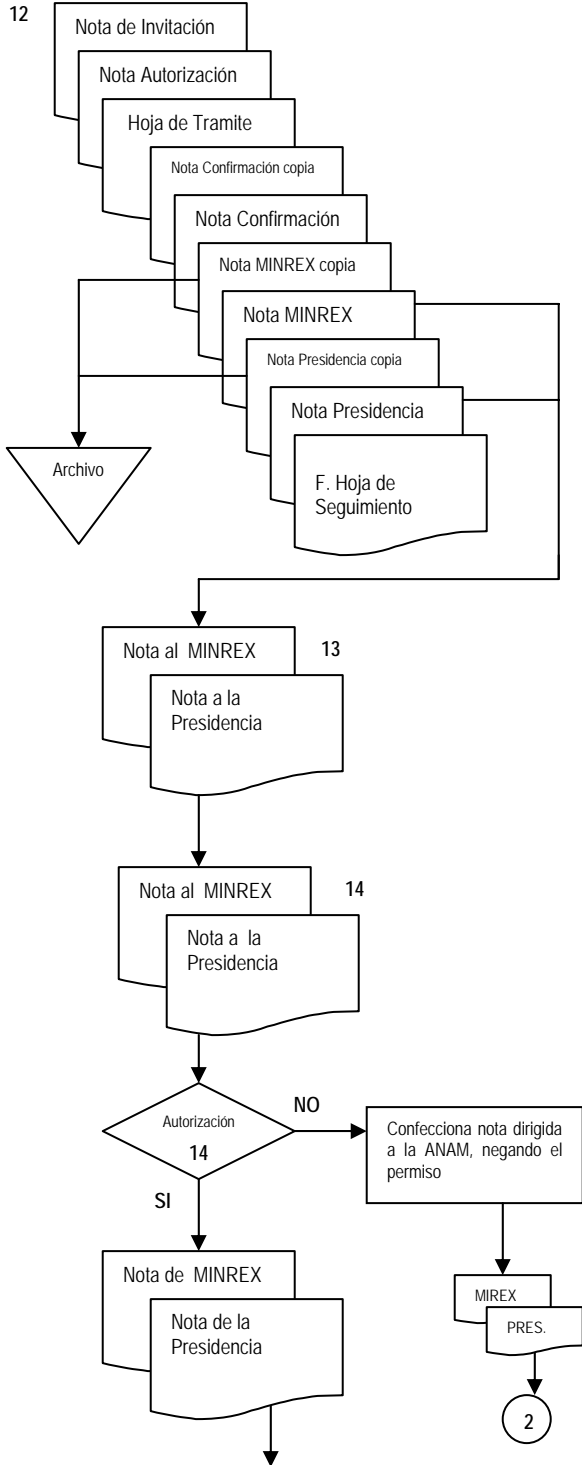 12
Nota de Invitación
Nota Autorización
Hoja de Tramite
Nota Confirmación copia
Nota Confirmación
Nota MINREX copia
Nota MINREX
Nota Presidencia copia
Nota Presidencia
Archivo
F. Hoja de
Seguimiento
Nota al MINREX
13
Nota a la
Presidencia
Nota al MINREX
14
Nota a la
Presidencia
Autorización
14
NO
Confecciona nota dirigida
a la ANAM, negando el
permiso
SI
Nota de MINREX
Nota de la
Presidencia
MIREX
PRES.
2